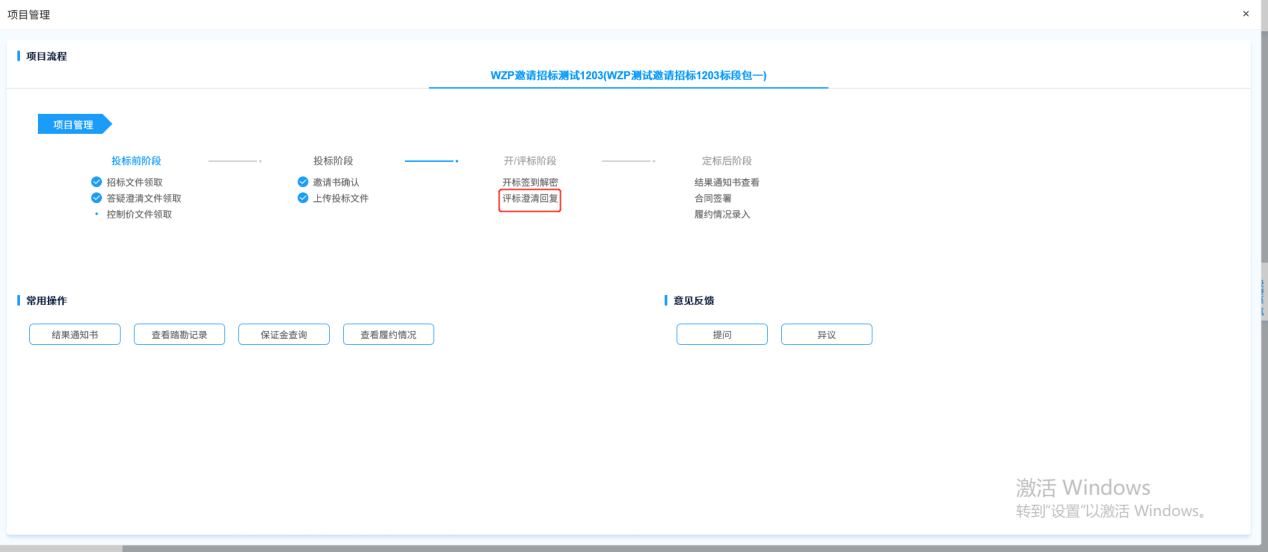 项目管理
×
项目流程
WZP邀请招标测试1203(WZP测试邀请招标1203标段包一)
项目管理
投标前阶段 投标阶段 开/评标阶段 定标后阶段
招标文件领取 邀请书确认 开标签到解密 结果通知书查看
答疑澄清文件领取 上传投标文件 评标澄清回复 合同签署
控制价文件领取 履约情况录入
常用操作 意见反馈
结果通知书 查看踏勘记录 保证金查询 查看履约情况 提问 异议
激活 Windows
转到"设置"以激活 Windows。